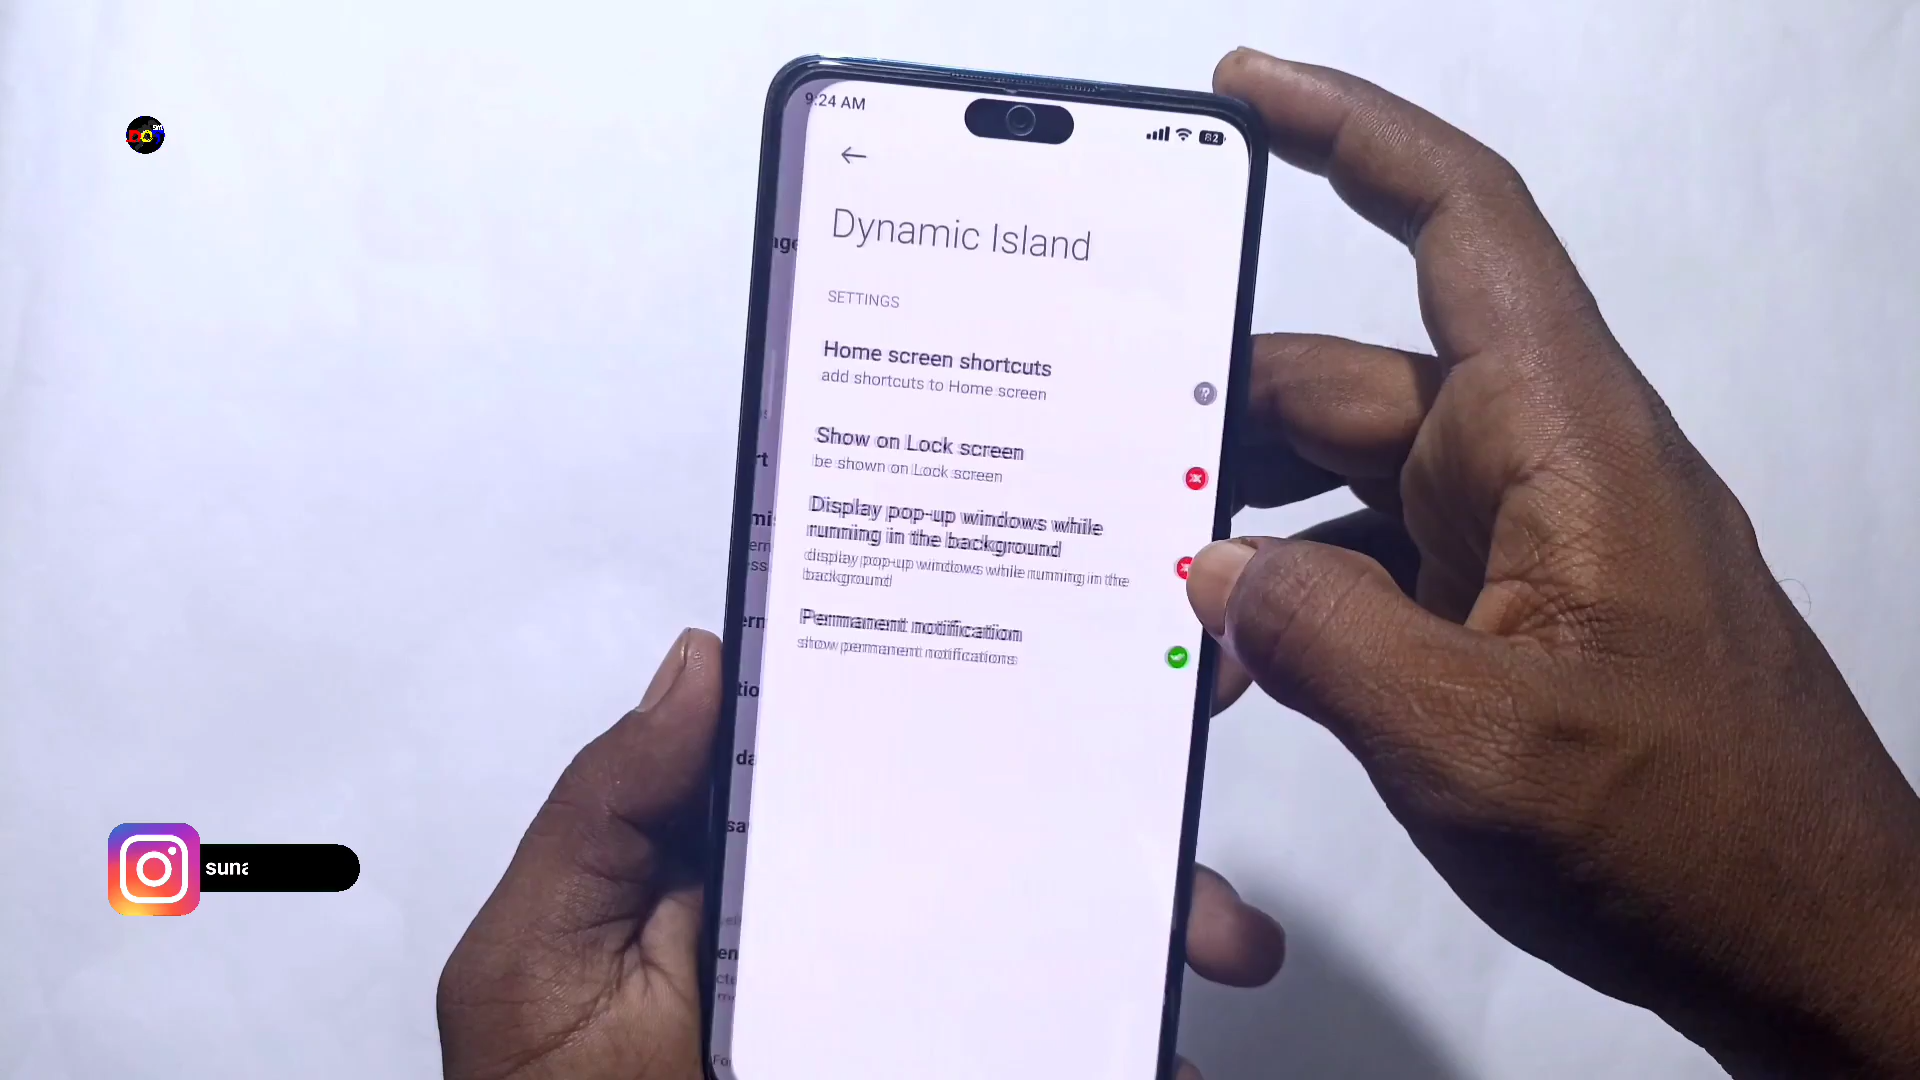 9:24 AM
82
Dynamic Island
SETTINGS
Home screen shortcuts
add shortcuts to Home screen
Show on Lock screen
be shown on Lock screen
Display pop-up windows while
running in the background
display pop-up windows while running in the
background
Permanent notification
show permanent notifications
suna